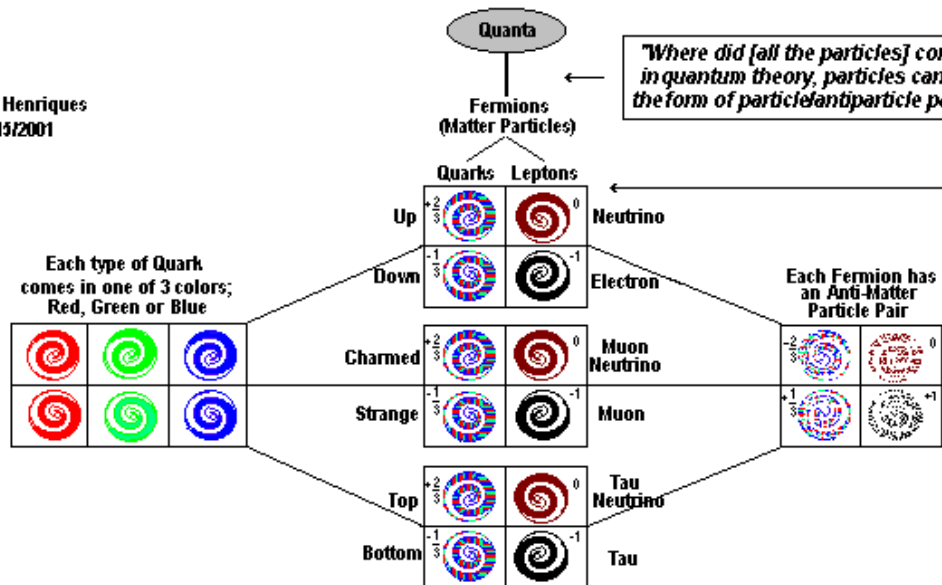 Quanta
"Where did [all the particles]
in quantum theory, particles can
the form of particle/antiparticle
Henriques
15/2001
Fermions
(Matter Particles)
Quarks Leptons
Up +2/3 0 Neutrino
Down -1/3 -1 Electron
Each type of Quark
comes in one of 3 colors;
Red, Green or Blue
Each Fermion has
an Anti-Matter
Particle Pair
Charmed +2/3 0 Muon
Neutrino
-2/3 0
Strange -1/3 -1 Muon
+1/3 +1
Top +2/3 0 Tau
Neutrino
Bottom -1/3 -1 Tau